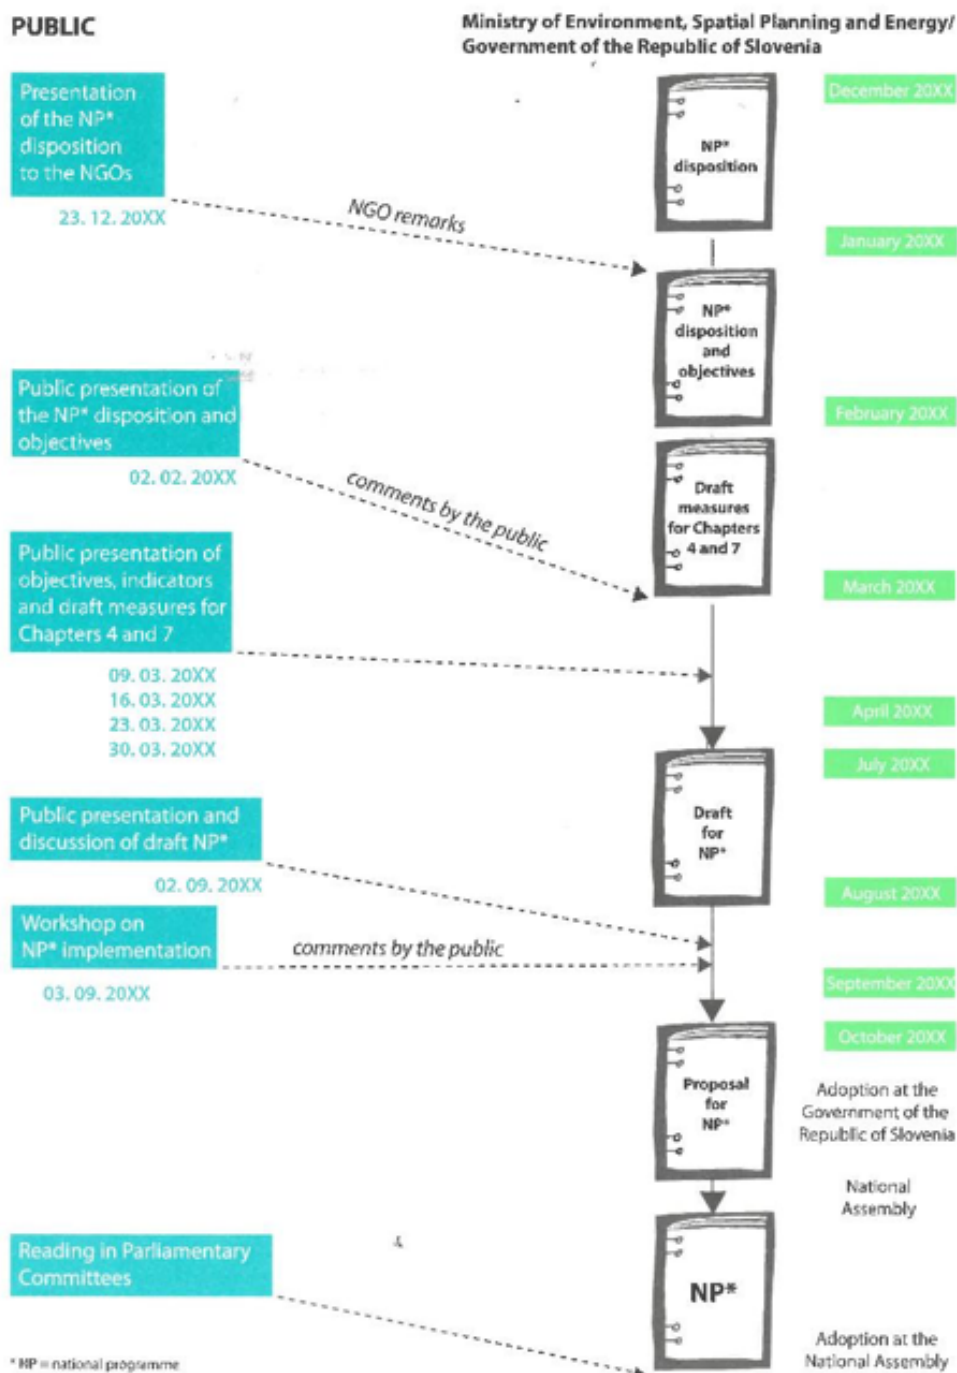 PUBLIC
Ministry of Environment, Spatial Planning and Energy/
Government of the Republic of Slovenia
Presentation
of the NP*
disposition
to the NGOs
23. 12. 20XX
NGO remarks
NP*
disposition
December 20XX
January 20XX
NP*
disposition
and
objectives
Public presentation of
the NP* disposition and
objectives
02. 02. 20XX
comments by the public
February 20XX
Draft
measures
for Chapters
4 and 7
March 20XX
Public presentation of
objectives, indicators
and draft measures for
Chapters 4 and 7
09. 03. 20XX
16. 03. 20XX
23. 03. 20XX
30. 03. 20XX
April 20XX
July 20XX
Draft
for
NP*
Public presentation and
discussion of draft NP*
02. 09. 20XX
August 20XX
Workshop on
NP* implementation
03. 09. 20XX
comments by the public
September 20XX
October 20XX
Proposal
for
NP*
Adoption at the
Government of the
Republic of Slovenia
National
Assembly
Reading in Parliamentary
Committees
NP*
Adoption at the
National Assembly
* NP = national programme